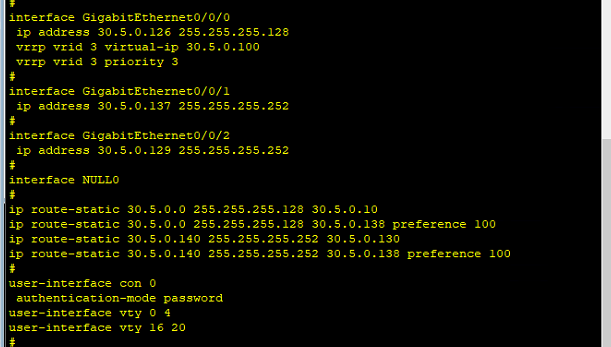 #
interface GigabitEthernet0/0/0
ip address 30.5.0.126 255.255.255.128
vrrp vrid 3 virtual-ip 30.5.0.100
vrrp vrid 3 priority 3
#
interface GigabitEthernet0/0/1
ip address 30.5.0.137 255.255.255.252
#
interface GigabitEthernet0/0/2
ip address 30.5.0.129 255.255.255.252
#
interface NULL0
#
ip route-static 30.5.0.0 255.255.255.128 30.5.0.10
ip route-static 30.5.0.0 255.255.255.128 30.5.0.138 preference 100
ip route-static 30.5.0.140 255.255.255.252 30.5.0.130
ip route-static 30.5.0.140 255.255.255.252 30.5.0.138 preference 100
#
user-interface con 0
authentication-mode password
user-interface vty 0 4
user-interface vty 16 20
#